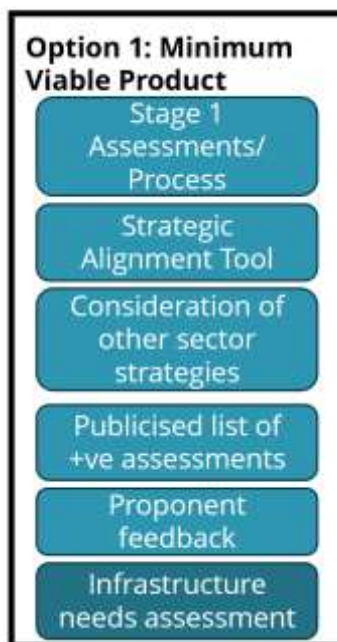 Option 1: Minimum
Viable Product
Stage 1
Assessments/
Process
Strategic
Alignment Tool
Consideration of
other sector
strategies
Publicised list of
+ve assessments
Proponent
feedback
Infrastructure
needs assessment